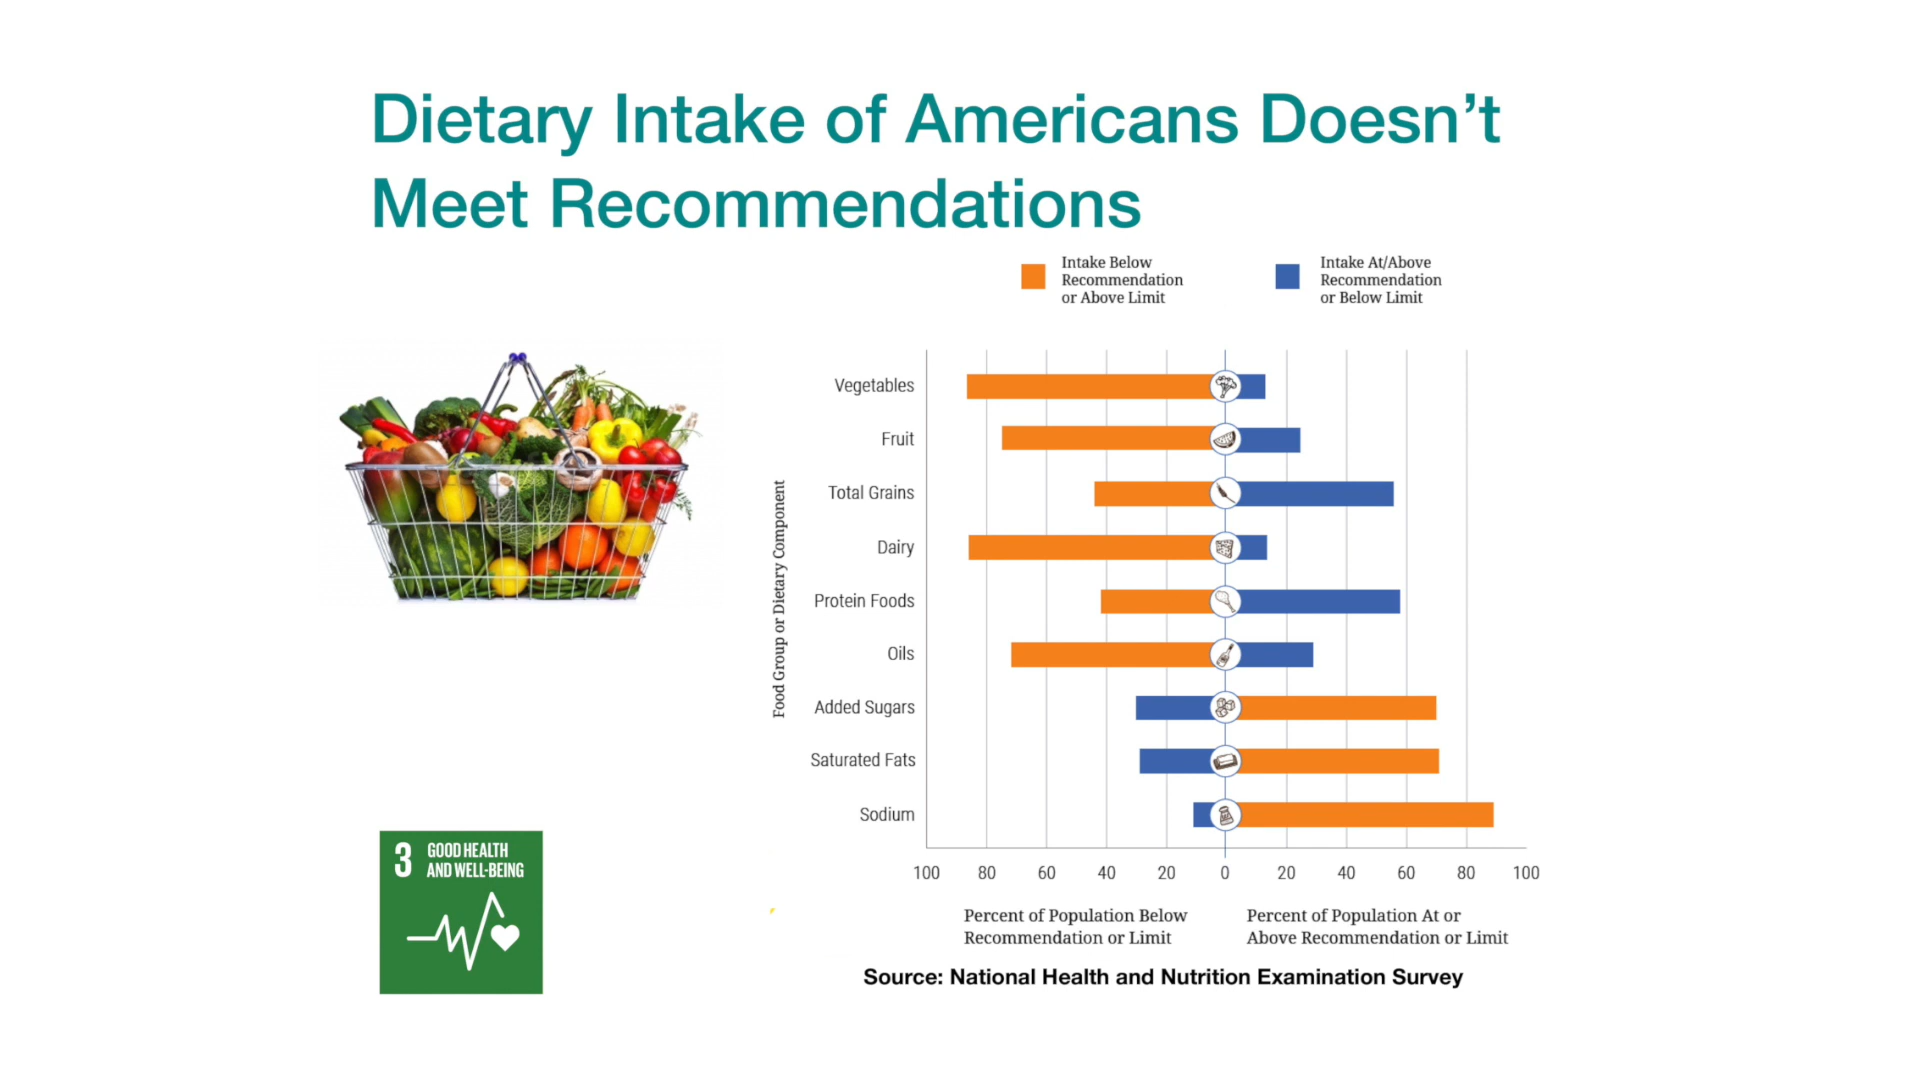 Dietary Intake of Americans Doesn’t
Meet Recommendations
Intake Below
Recommendation
or Above Limit
Intake At/Above
Recommendation
or Below Limit
Food Group or Dietary Component
Vegetables
Fruit
Total Grains
Dairy
Protein Foods
Oils
Added Sugars
Saturated Fats
Sodium
100 80 60 40 20 0 20 40 60 80 100
Percent of Population Below
Recommendation or Limit
Percent of Population At or
Above Recommendation or Limit
Source: National Health and Nutrition Examination Survey
3 GOOD HEALTH
AND WELL-BEING